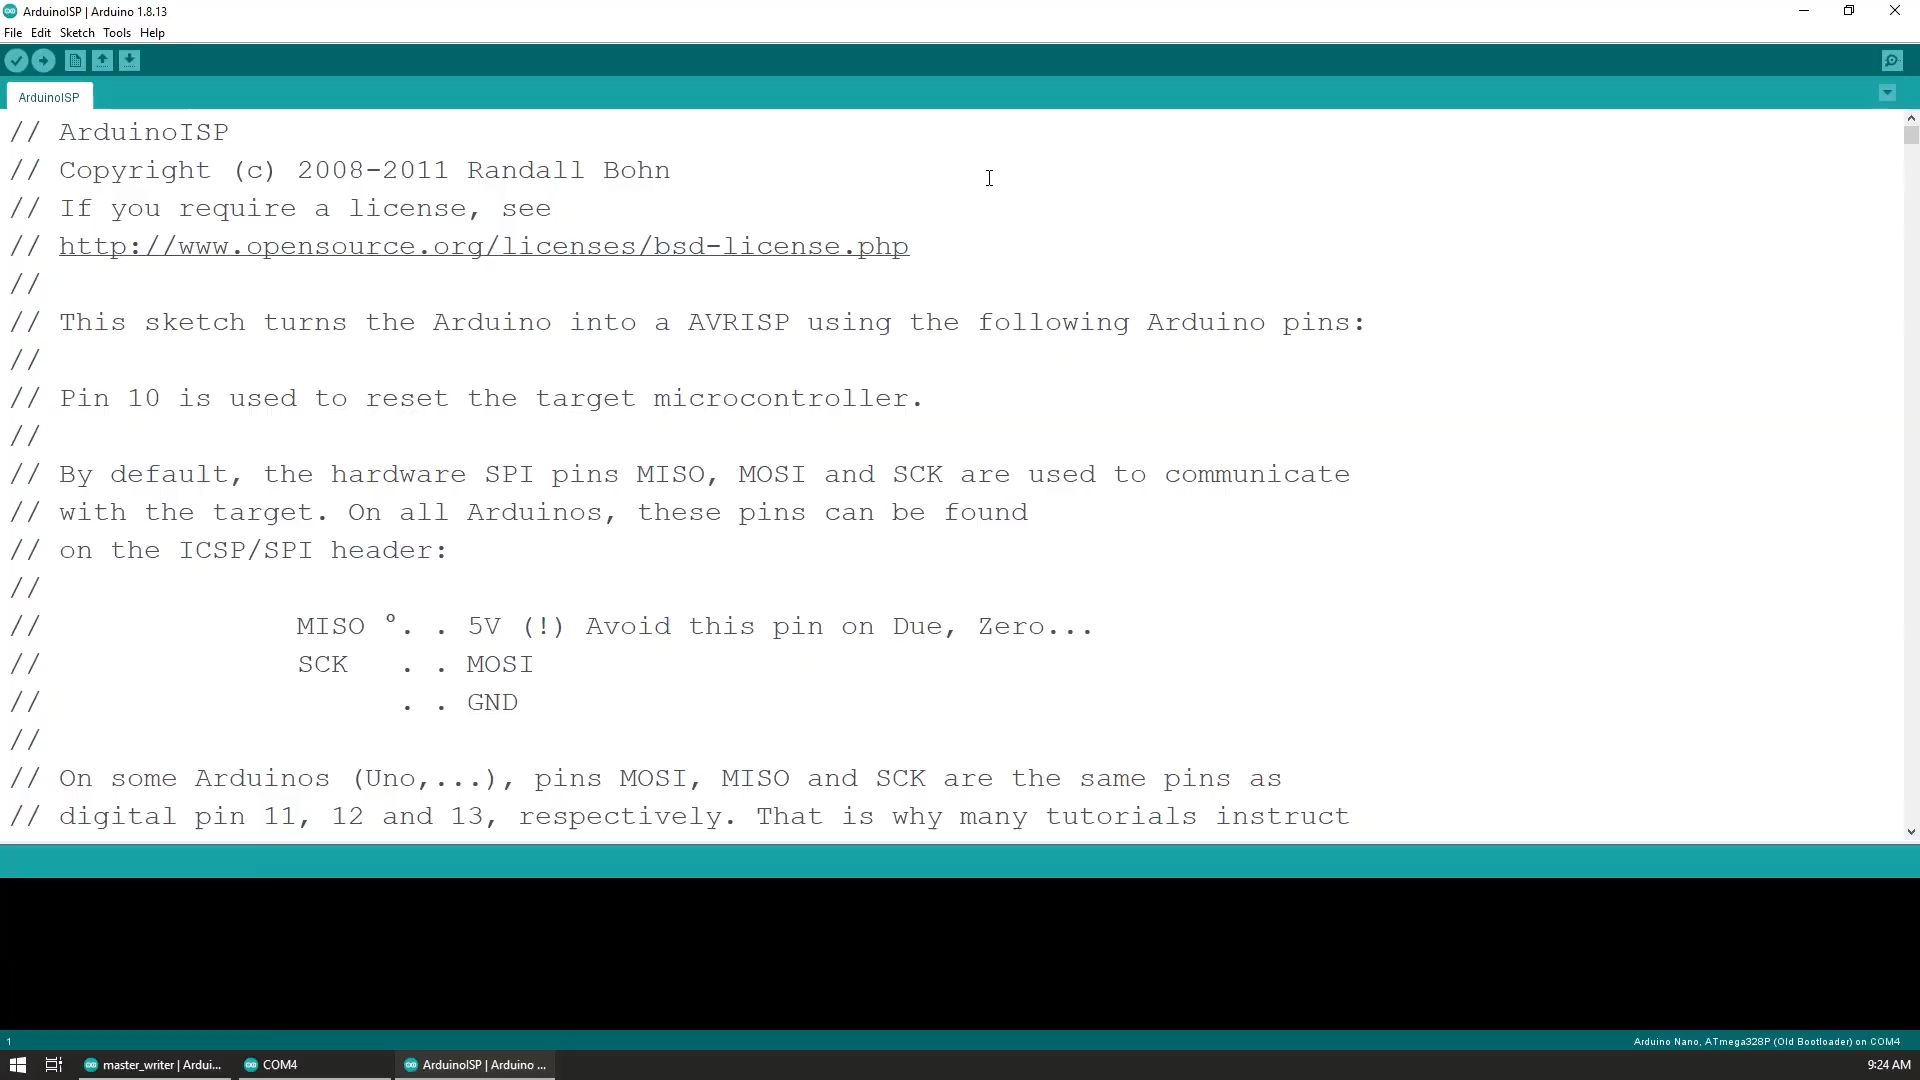 ArduinoISP | Arduino 1.8.13
File Edit Sketch Tools Help
ArduinoISP
// ArduinoISP
// Copyright (c) 2008-2011 Randall Bohn
// If you require a license, see
// http://www.opensource.org/licenses/bsd-license.php
//
// This sketch turns the Arduino into a AVRISP using the following Arduino pins:
//
// Pin 10 is used to reset the target microcontroller.
//
// By default, the hardware SPI pins MISO, MOSI and SCK are used to communicate
// with the target. On all Arduinos, these pins can be found
// on the ICSP/SPI header:
//
// MISO °. . 5V (!) Avoid this pin on Due, Zero...
// SCK . . MOSI
// . . GND
//
// On some Arduinos (Uno,...), pins MOSI, MISO and SCK are the same pins as
// digital pin 11, 12 and 13, respectively. That is why many tutorials instruct
1 Arduino Nano, ATmega328P (Old Bootloader) on COM4
master_writer | Ardui... COM4 ArduinoISP | Arduino ... 9:24 AM